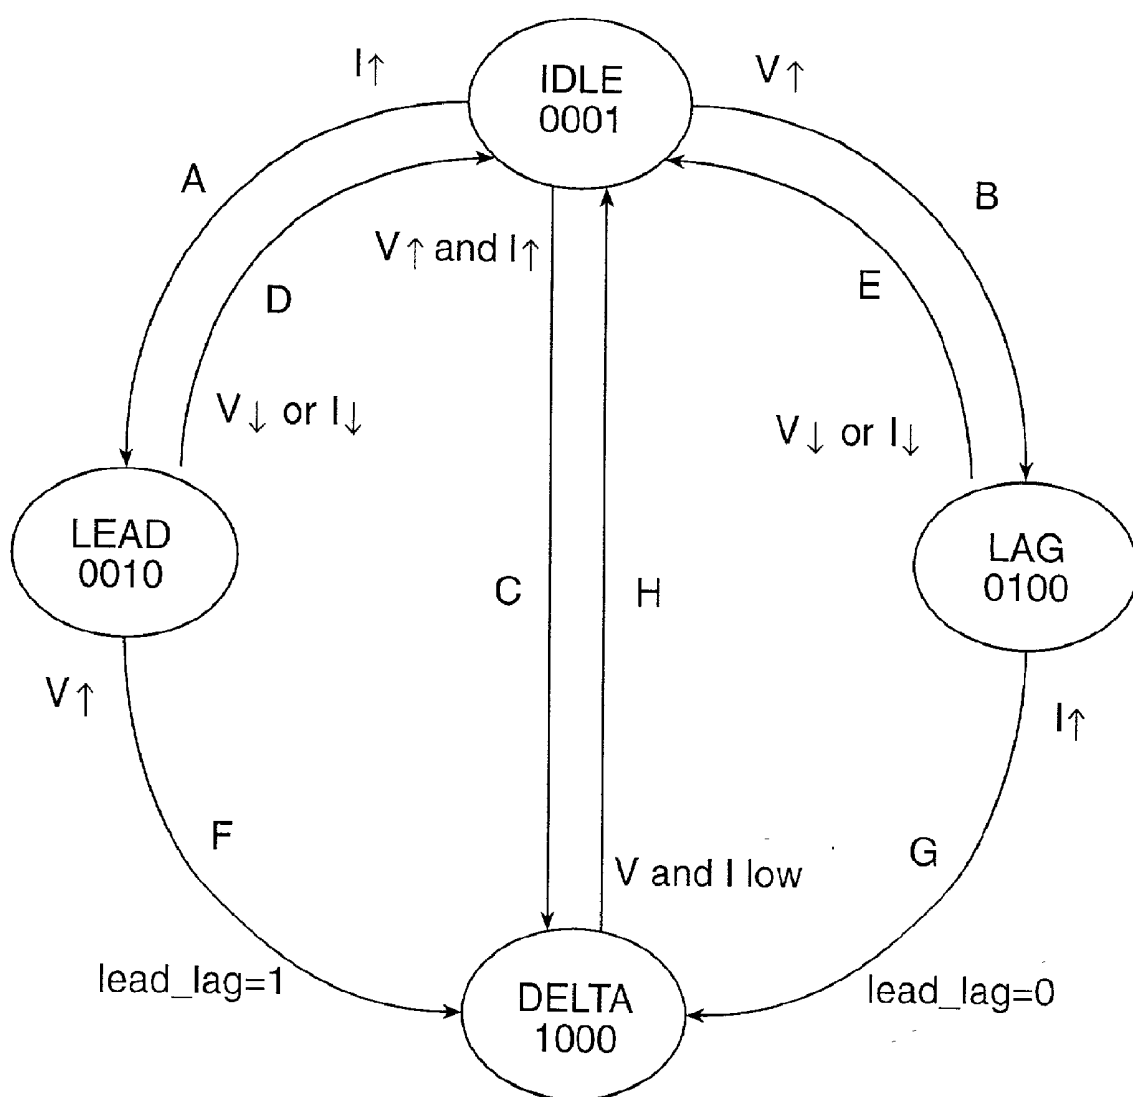 I↑
IDLE
0001
V↑
A
B
V↑ and I↑
D
E
V↓ or I↓
V↓ or I↓
LEAD
0010
LAG
0100
C
H
V↑
I↑
F
G
V and I low
lead_lag=1
DELTA
1000
lead_lag=0